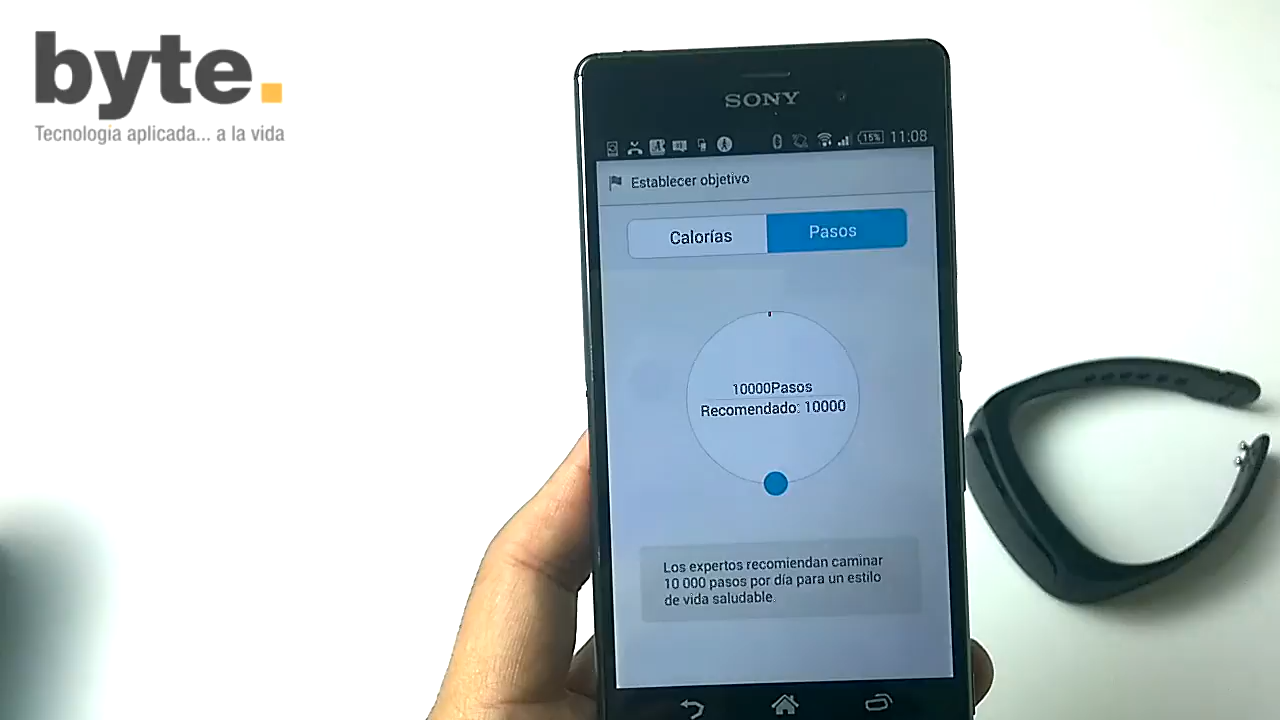 byte.
Tecnología aplicada... a la vida
SONY
15% 11:08
Establecer objetivo
Calorías Pasos
10000Pasos
Recomendado: 10000
Los expertos recomiendan caminar
10 000 pasos por día para un estilo
de vida saludable.